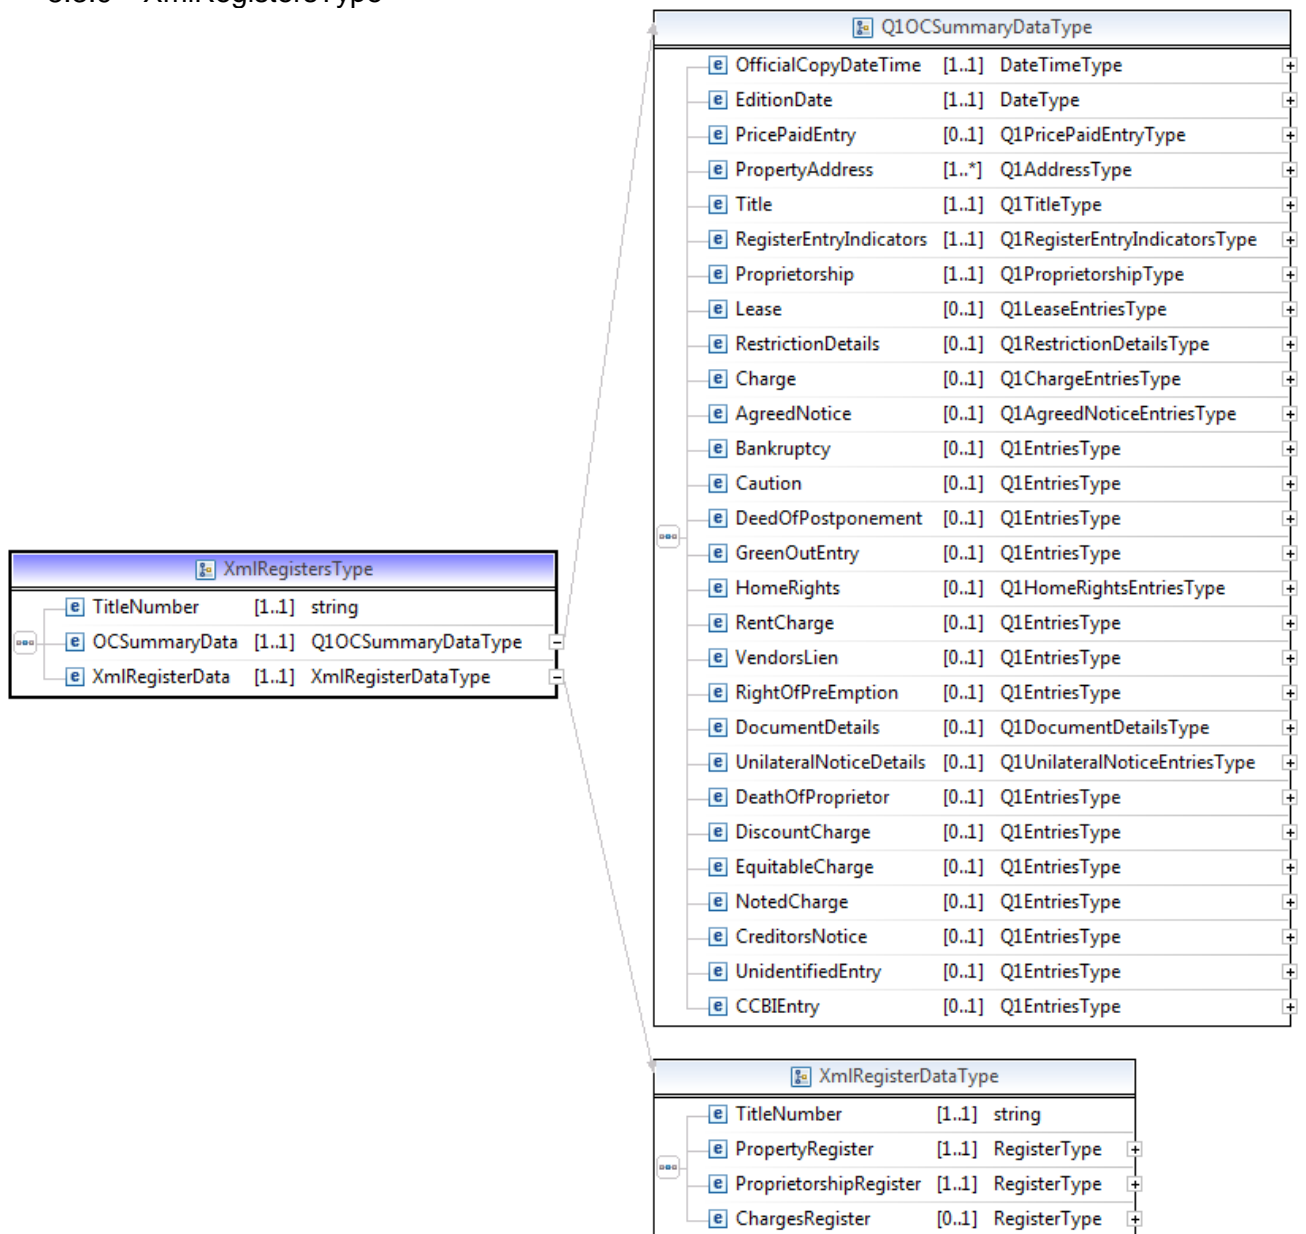 XmlRegistersType
Q1OCSummaryDataType
OfficialCopyDateTime [1..1] DateTimeType
EditionDate [1..1] DateType
PricePaidEntry [0..1] Q1PricePaidEntryType
PropertyAddress [1..*] Q1AddressType
Title [1..1] Q1TitleType
RegisterEntryIndicators [1..1] Q1RegisterEntryIndicatorsType
Proprietorship [1..1] Q1ProprietorshipType
Lease [0..1] Q1LeaseEntriesType
RestrictionDetails [0..1] Q1RestrictionDetailsType
Charge [0..1] Q1ChargeEntriesType
AgreedNotice [0..1] Q1AgreedNoticeEntriesType
Bankruptcy [0..1] Q1EntriesType
Caution [0..1] Q1EntriesType
DeedOfPostponement [0..1] Q1EntriesType
GreenOutEntry [0..1] Q1EntriesType
HomeRights [0..1] Q1HomeRightsEntriesType
RentCharge [0..1] Q1EntriesType
VendorsLien [0..1] Q1EntriesType
RightOfPreEmption [0..1] Q1EntriesType
DocumentDetails [0..1] Q1DocumentDetailsType
UnilateralNoticeDetails [0..1] Q1UnilateralNoticeEntriesType
DeathOfProprietor [0..1] Q1EntriesType
DiscountCharge [0..1] Q1EntriesType
EquitableCharge [0..1] Q1EntriesType
NotedCharge [0..1] Q1EntriesType
CreditorsNotice [0..1] Q1EntriesType
UnidentifiedEntry [0..1] Q1EntriesType
CCBIEntry [0..1] Q1EntriesType
XmlRegistersType
TitleNumber [1..1] string
OCSummaryData [1..1] Q1OCSummaryDataType
XmlRegisterData [1..1] XmlRegisterDataType
XmlRegisterDataType
TitleNumber [1..1] string
PropertyRegister [1..1] RegisterType
ProprietorshipRegister [1..1] RegisterType
ChargesRegister [0..1] RegisterType